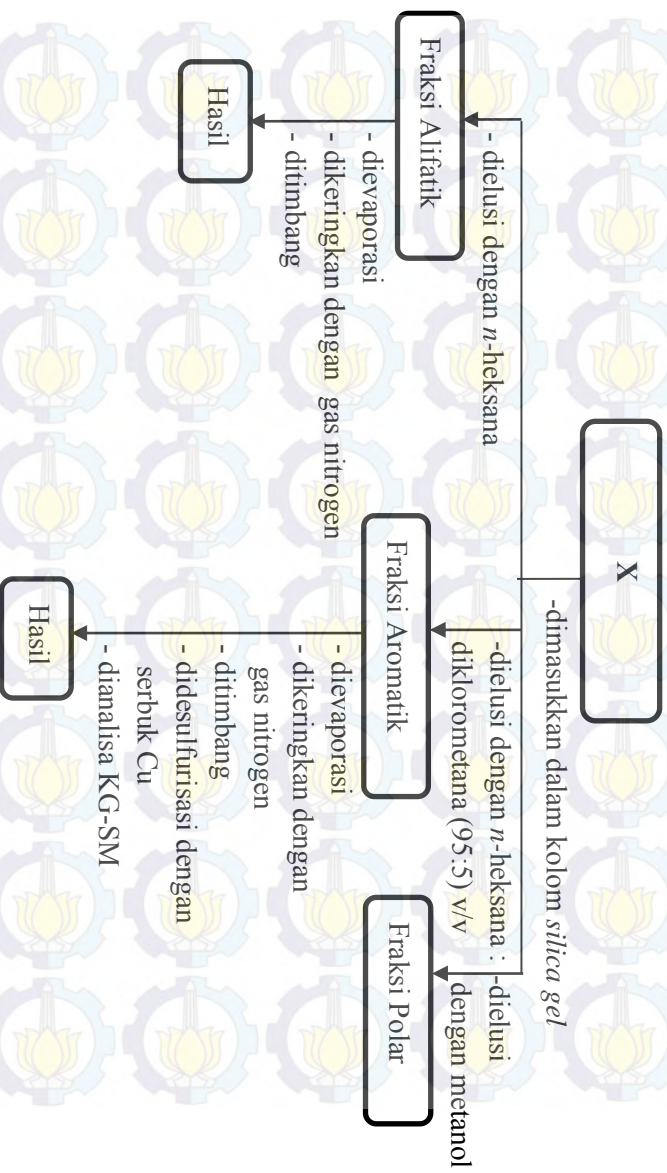 X
-dimasukkan dalam kolom silica gel
- dielusi dengan n-heksana
-dielusi dengan n-heksana :
diklorometana (95:5) v/v
-dielusi
dengan metanol
Fraksi Alifatik
Fraksi Aromatik
Fraksi Polar
- dievaporasi
- dikeringkan dengan gas nitrogen
- ditimbang
Hasil
- dievaporasi
- dikeringkan dengan
gas nitrogen
- ditimbang
- didesulfurisasi dengan
serbuk Cu
- dianalisa KG-SM
Hasil